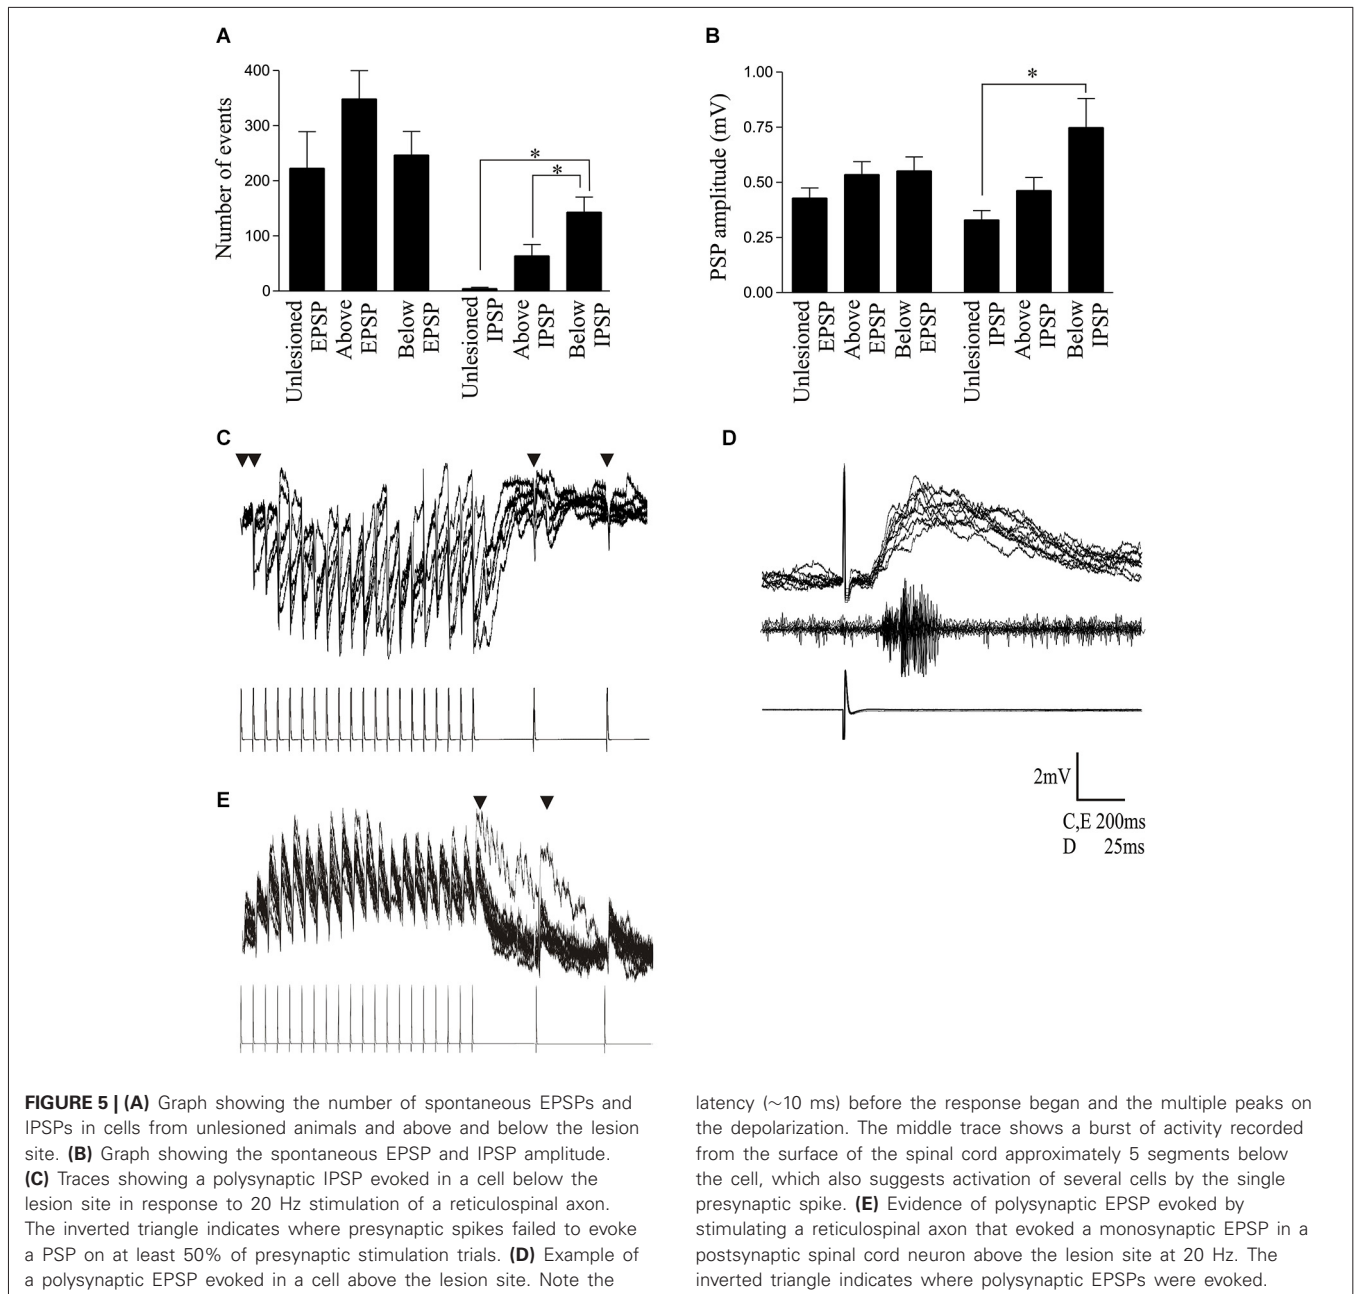 A
400
300
200
100
0
Number of events
*
*
Unlesioned
EPSP
Above
EPSP
Below
EPSP
Unlesioned
IPSP
Above
IPSP
Below
IPSP
B
1.00
0.75
0.50
0.25
0.00
PSP amplitude (mV)
*
Unlesioned
EPSP
Above
EPSP
Below
EPSP
Unlesioned
IPSP
Above
IPSP
Below
IPSP
C
D
2mV
C,E 200ms
D 25ms
E
FIGURE 5 | (A) Graph showing the number of spontaneous EPSPs and
IPSPs in cells from unlesioned animals and above and below the lesion
site. (B) Graph showing the spontaneous EPSP and IPSP amplitude.
(C) Traces showing a polysynaptic IPSP evoked in a cell below the
lesion site in response to 20 Hz stimulation of a reticulospinal axon.
The inverted triangle indicates where presynaptic spikes failed to evoke
a PSP on at least 50% of presynaptic stimulation trials. (D) Example of
a polysynaptic EPSP evoked in a cell above the lesion site. Note the
latency (∼10 ms) before the response began and the multiple peaks on
the depolarization. The middle trace shows a burst of activity recorded
from the surface of the spinal cord approximately 5 segments below
the cell, which also suggests activation of several cells by the single
presynaptic spike. (E) Evidence of polysynaptic EPSP evoked by
stimulating a reticulospinal axon that evoked a monosynaptic EPSP in a
postsynaptic spinal cord neuron above the lesion site at 20 Hz. The
inverted triangle indicates where polysynaptic EPSPs were evoked.